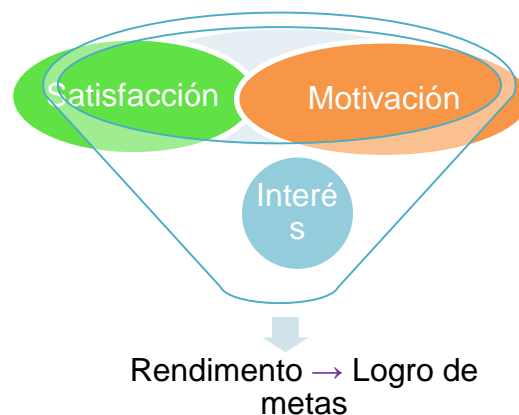 Satisfacción
Motivación
Interé
s
Rendimento → Logro de
metas